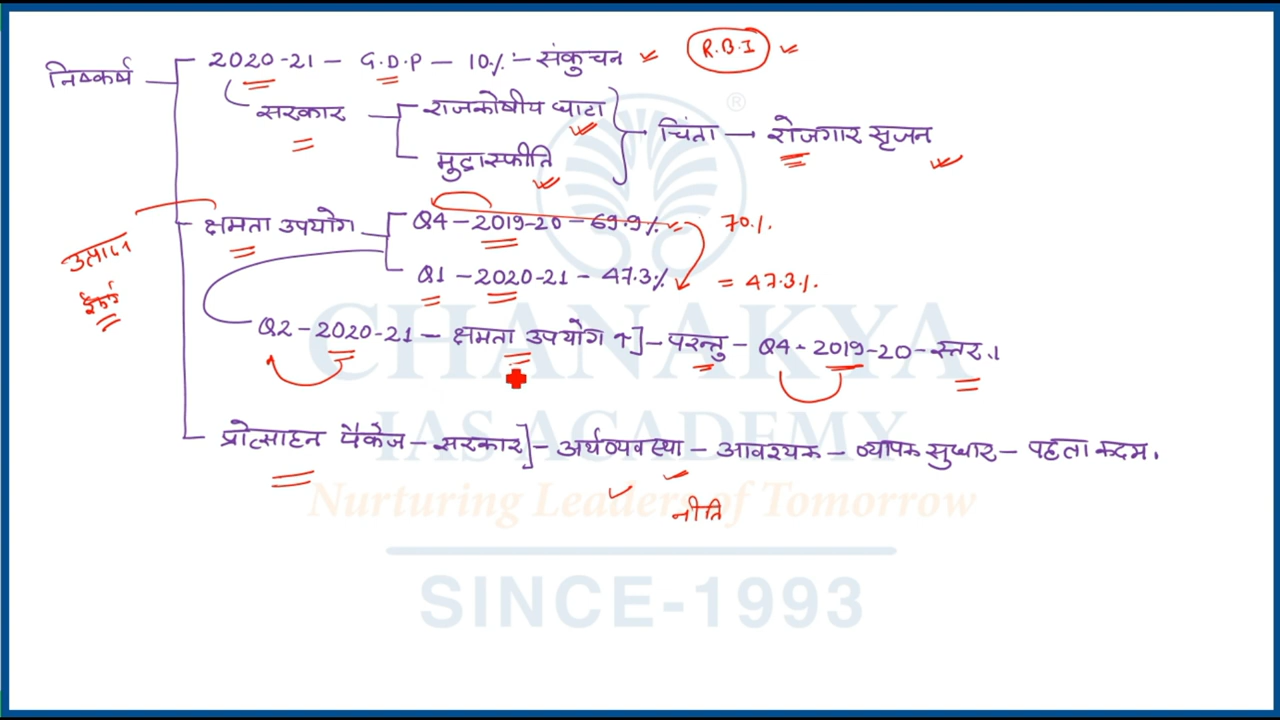 निष्कर्ष
2020-21 - G.D.P - 10% :- संकुचन R.B.I
सरकार
राजकोषीय घाटा
मुद्रास्फीति
चिंता → रोजगार सृजन
क्षमता उपयोग
Q4 - 2019-20 - 69.9% 70%
Q1 - 2020-21 - 47.3% = 47.3%
Q2 - 2020-21 - क्षमता उपयोग ↑] - परन्तु - Q4 - 2019-20 - स्तर.
प्रोत्साहन पैकेज - सरकार] - अर्थव्यवस्था - आवश्यक - व्यापक सुधार - पहला कदम.
नीति
CHANAKYA
IAS ACADEMY
Nurturing Leaders of Tomorrow
SINCE-1993